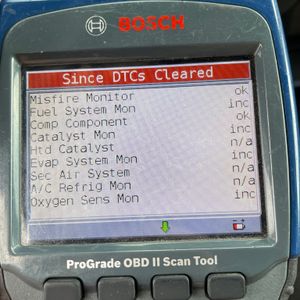 BOSCH
Since DTCs Cleared
Misfire Monitor ok
Fuel System Mon inc
Comp Component ok
Catalyst Mon inc
Htd Catalyst n/a
Evap System Mon inc
Sec Air System n/a
A/C Refrig Mon n/a
Oxygen Sens Mon inc
ProGrade OBD II Scan Tool